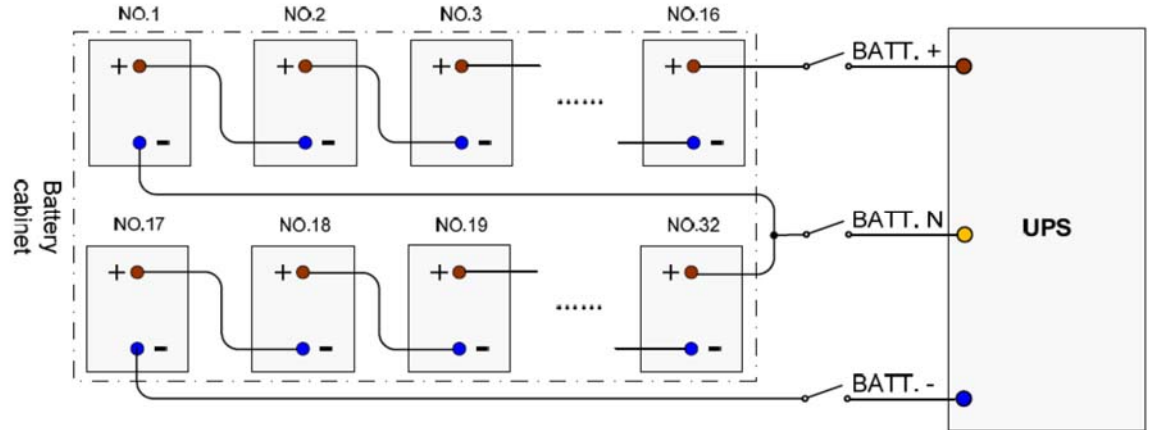 NO.1 NO.2 NO.3 NO.16
+ + + + BATT. +
......
- - - -
Battery cabinet
NO.17 NO.18 NO.19 NO.32
BATT. N
UPS
+ + + +
......
- - - -
BATT. -